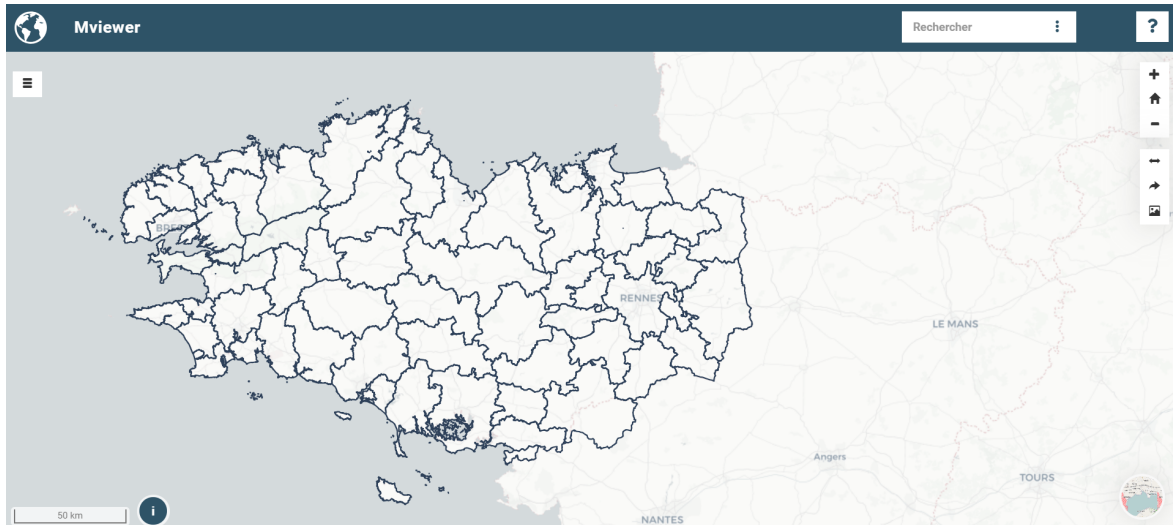 Mviewer
Rechercher
?
BREST
RENNES
LE MANS
Angers
TOURS
NANTES
50 km
i